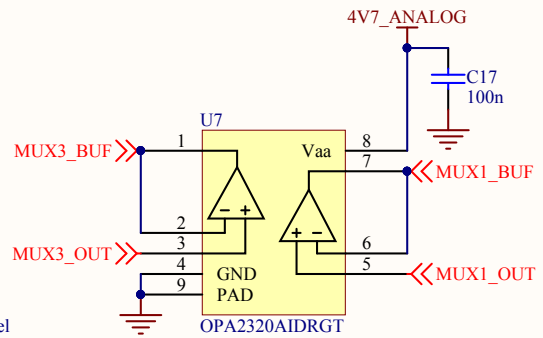 4V7_ANALOG
C17
100n
U7
MUX3_BUF
1
Vaa
8
7
MUX1_BUF
2
6
MUX3_OUT
3
5
MUX1_OUT
4
GND
9
PAD
el
OPA2320AIDRGT